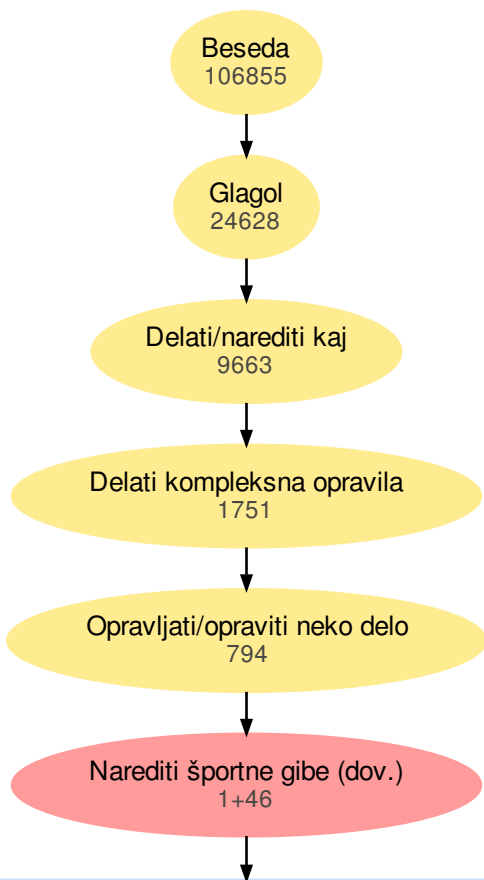 Beseda
106855
Glagol
24628
Delati/narediti kaj
9663
Delati kompleksna opravila
1751
Opravljati/opraviti neko delo
794
Narediti športne gibe (dov.)
1+46